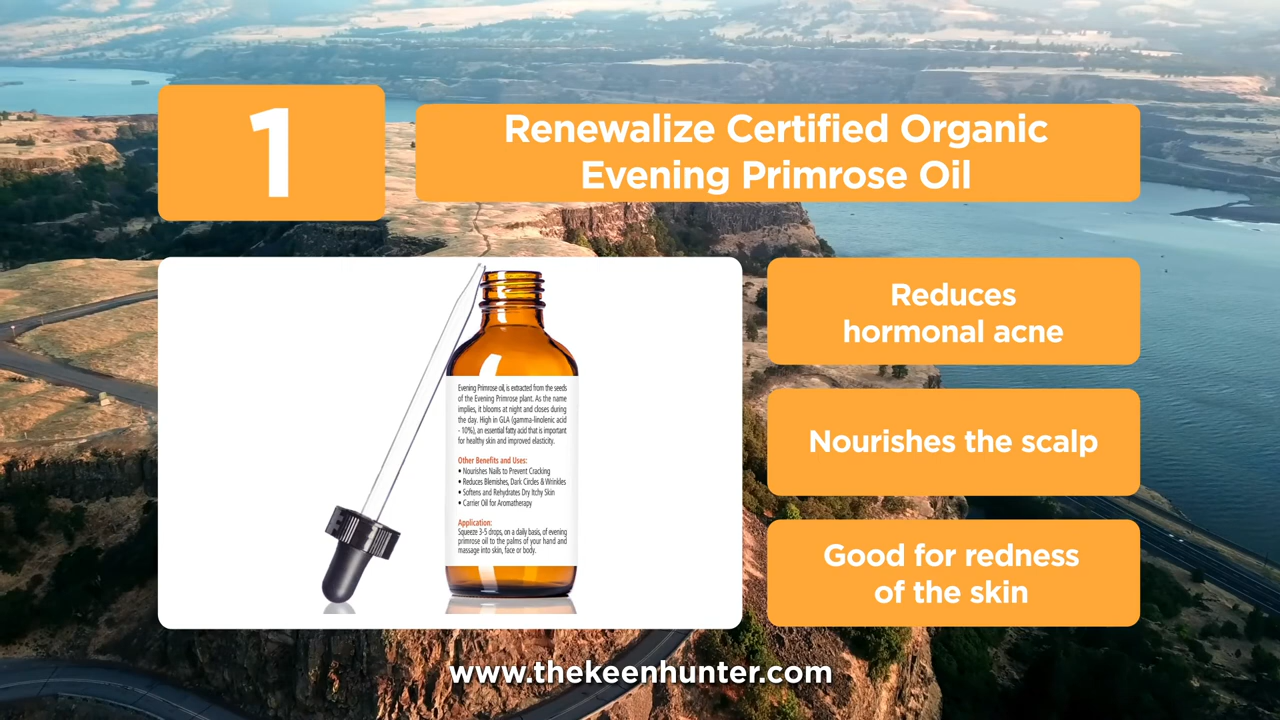 1
Renewalize Certified Organic
Evening Primrose Oil
Evening Primrose oil, is extracted from the seeds
of the Evening Primrose plant. As the name
implies, it blooms at night and closes during
the day. High in GLA (gamma-linolenic acid
- 10%), an essential fatty acid that is important
for healthy skin and improved elasticity.
Other Benefits and Uses:
• Nourishes Nails to Prevent Cracking
• Reduces Blemishes, Dark Circles & Wrinkles
• Softens and Rehydrates Dry Itchy Skin
• Carrier Oil for Aromatherapy
Application:
Squeeze 3-5 drops, on a daily basis, of evening
primrose oil to the palms of your hand and
massage into skin, face or body.
Reduces
hormonal acne
Nourishes the scalp
Good for redness
of the skin
www.thekeenhunter.com